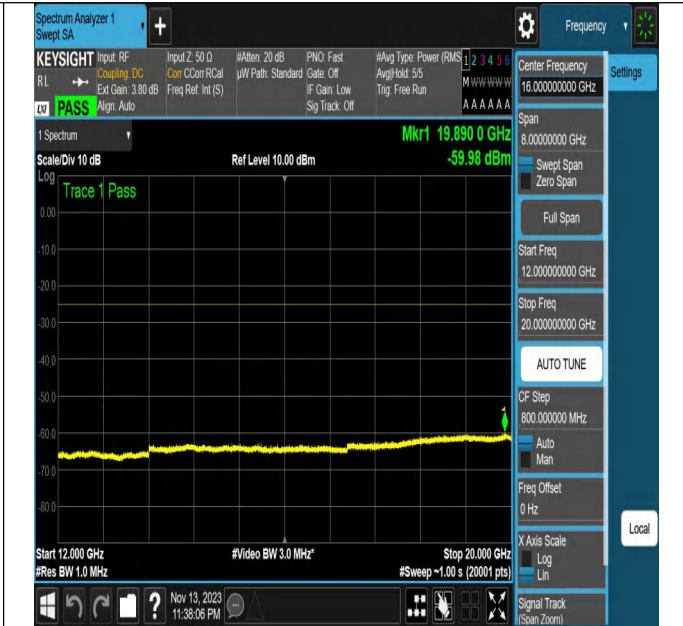 Spectrum Analyzer 1
Swept SA
+
Frequency
KEYSIGHT
RL
LXI PASS
Input: RF
Coupling: DC
Ext Gain: 3.80 dB
Align: Auto
Input Z: 50 Ω
Corr CCorr RCal
Freq Ref: Int (S)
#Atten: 20 dB
µW Path: Standard
PNO: Fast
Gate: Off
IF Gain: Low
Sig Track: Off
#Avg Type: Power (RMS
Avg|Hold: 5/5
Trig: Free Run
1 2 3 4 5 6
M W W W W W
A A A A A A
1 Spectrum
Scale/Div 10 dB
Ref Level 10.00 dBm
Mkr1 19.890 0 GHz
-59.98 dBm
Log
Trace 1 Pass
0.00
-10.0
-20.0
-30.0
-40.0
-50.0
-60.0
-70.0
-80.0
Start 12.000 GHz
#Video BW 3.0 MHz*
Stop 20.000 GHz
#Res BW 1.0 MHz
#Sweep ~1.00 s (20001 pts)
Center Frequency
16.000000000 GHz
Settings
Span
8.00000000 GHz
Swept Span
Zero Span
Full Span
Start Freq
12.000000000 GHz
Stop Freq
20.000000000 GHz
AUTO TUNE
CF Step
800.000000 MHz
Auto
Man
Freq Offset
0 Hz
X Axis Scale
Log
Lin
Local
Signal Track
(Span Zoom)
?
Nov 13, 2023
11:38:06 PM